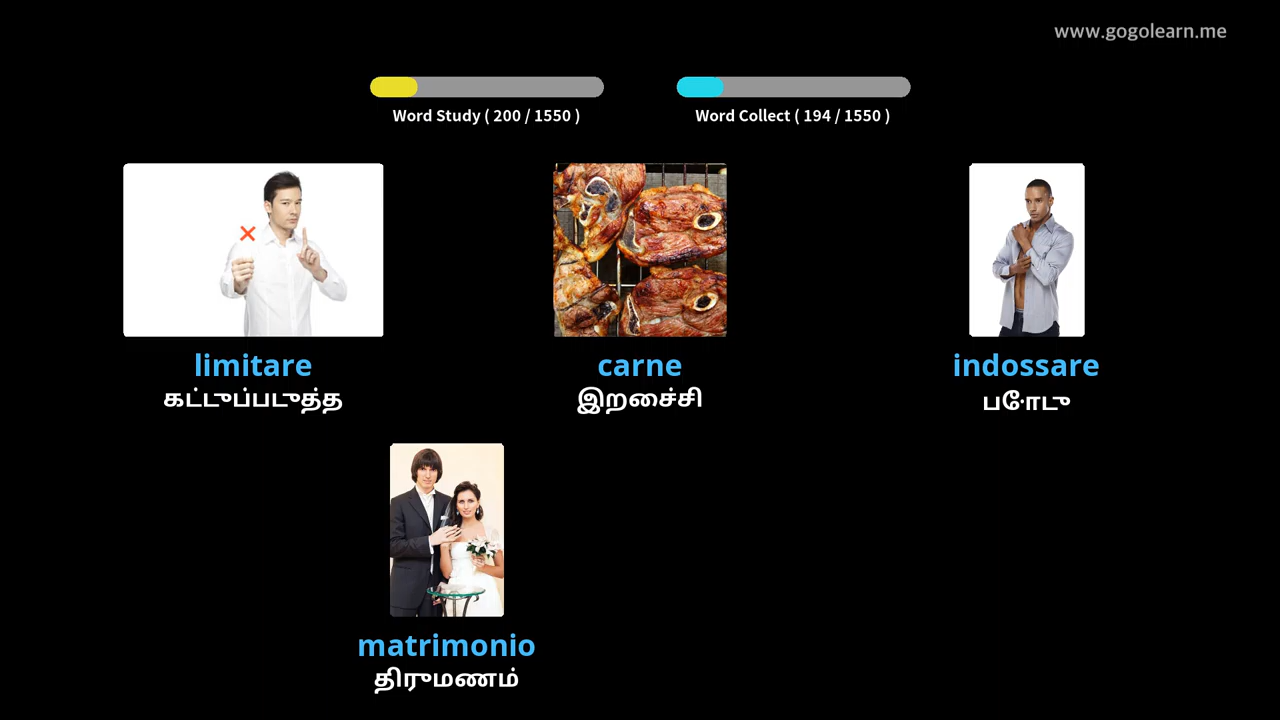 www.gogolearn.me
Word Study ( 200 / 1550 )
Word Collect ( 194 / 1550 )
limitare
கட்டுப்படுத்த
carne
இறைச்சி
indossare
போடு
matrimonio
திருமணம்